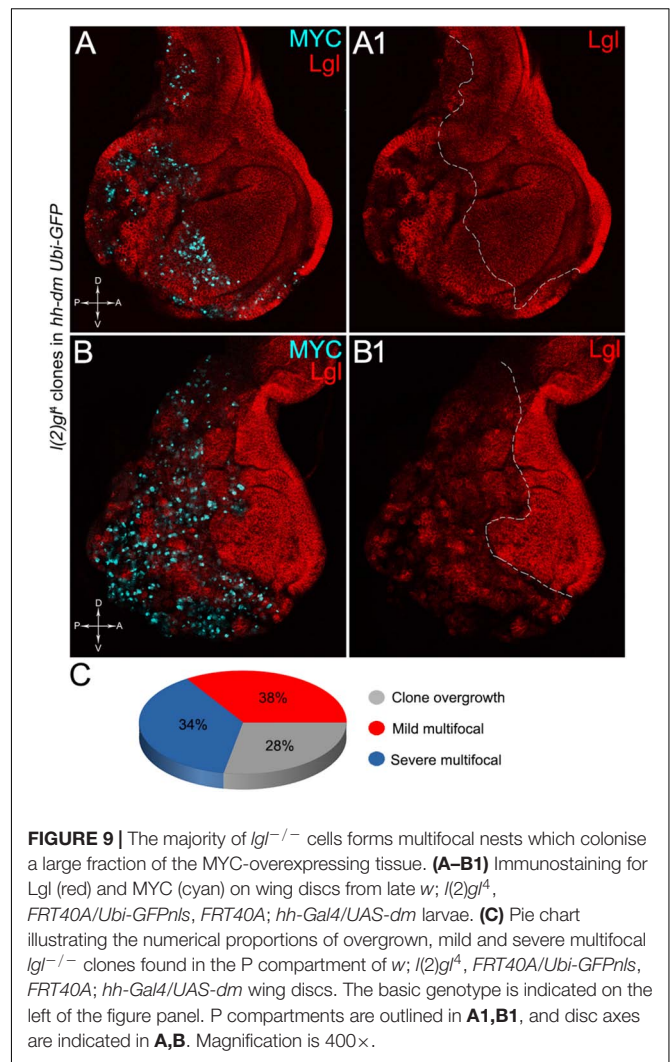 A
MYC
Lgl
A1
Lgl
l(2)gl⁴ clones in hh-dm Ubi-GFP
D
P A
V
B
MYC
Lgl
B1
Lgl
D
P A
V
C
38%
34%
28%
Clone overgrowth
Mild multifocal
Severe multifocal
FIGURE 9 | The majority of lgl−/− cells forms multifocal nests which colonise
a large fraction of the MYC-overexpressing tissue. (A–B1) Immunostaining for
Lgl (red) and MYC (cyan) on wing discs from late w; l(2)gl⁴,
FRT40A/Ubi-GFPnls, FRT40A; hh-Gal4/UAS-dm larvae. (C) Pie chart
illustrating the numerical proportions of overgrown, mild and severe multifocal
lgl−/− clones found in the P compartment of w; l(2)gl⁴, FRT40A/Ubi-GFPnls,
FRT40A; hh-Gal4/UAS-dm wing discs. The basic genotype is indicated on the
left of the figure panel. P compartments are outlined in A1,B1, and disc axes
are indicated in A,B. Magnification is 400×.